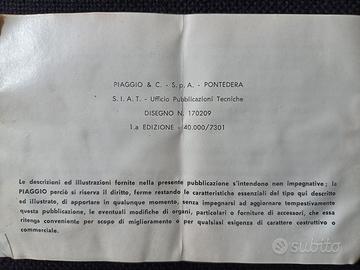 PIAGGIO & C. - S.p.A. - PONTEDERA
S.I.A.T. - Ufficio Pubblicazioni Tecniche
DISEGNO N. 170209
1.a EDIZIONE - 40.000/7301
Le descrizioni ed illustrazioni fornite nella presente pubblicazione s'intendono non impegnative; la
PIAGGIO perciò si riserva il diritto, ferme restando le caratteristiche essenziali del tipo qui descritto
ed illustrato, di apportare in qualunque momento, senza impegnarsi ad aggiornare tempestivamente
questa pubblicazione, le eventuali modifiche di organi, particolari o forniture di accessori, che essa
ritenga conveniente per scopo di miglioramento o per qualsiasi esigenza di carattere costruttivo o
commerciale.
subito